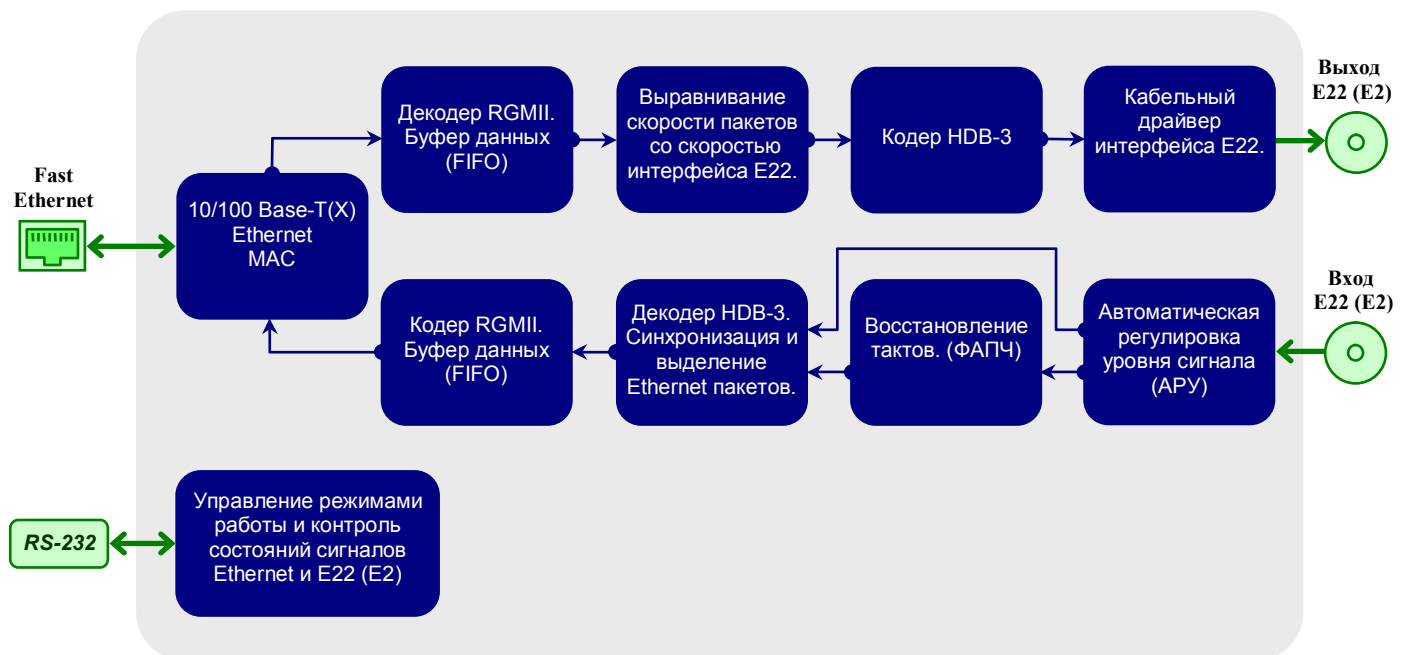 Fast
Ethernet
10/100 Base-T(X)
Ethernet
MAC
Декодер RGMII.
Буфер данных
(FIFO)
Выравнивание
скорости пакетов
со скоростью
интерфейса E22.
Кодер HDB-3
Кабельный
драйвер
интерфейса E22.
Выход
E22 (E2)
Кодер RGMII.
Буфер данных
(FIFO)
Декодер HDB-3.
Синхронизация и
выделение
Ethernet пакетов.
Восстановление
тактов. (ФАПЧ)
Автоматическая
регулировка
уровня сигнала
(АРУ)
Вход
E22 (E2)
RS-232
Управление режимами
работы и контроль
состояний сигналов
Ethernet и E22 (E2)